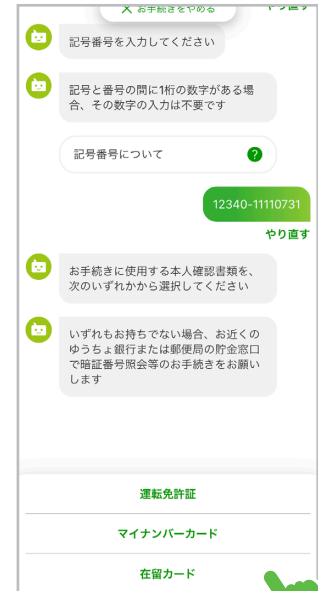 × お手続きをやめる
やり直す
記号番号を入力してください
記号と番号の間に1桁の数字がある場
合、その数字の入力は不要です
記号番号について
?
12340-11110731
やり直す
お手続きに使用する本人確認書類を、
次のいずれかから選択してください
いずれもお持ちでない場合、お近くの
ゆうちょ銀行または郵便局の貯金窓口
で暗証番号照会等のお手続きをお願い
します
運転免許証
マイナンバーカード
在留カード